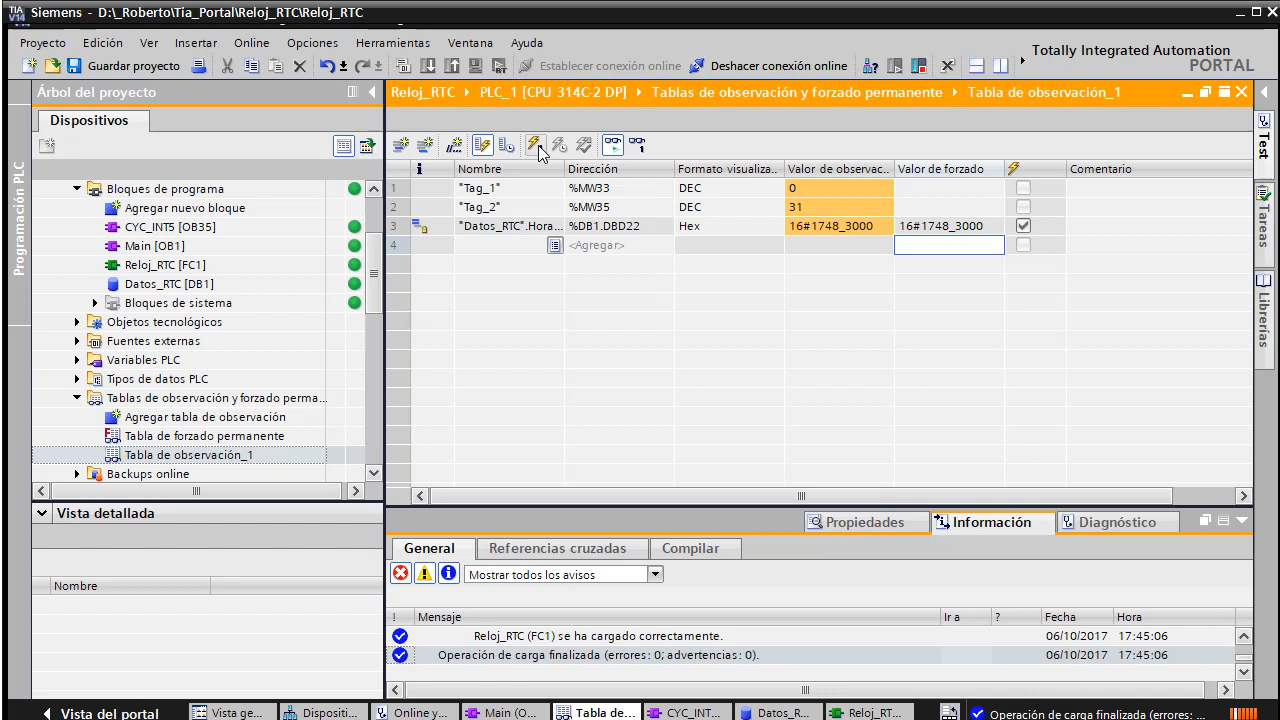 TIA V14 Siemens - D:\_Roberto\Tia_Portal\Reloj_RTC\Reloj_RTC
Proyecto Edición Ver Insertar Online Opciones Herramientas Ventana Ayuda
Totally Integrated Automation
PORTAL
Guardar proyecto Establecer conexión online Deshacer conexión online
Árbol del proyecto
Reloj_RTC PLC_1 [CPU 314C-2 DP] Tablas de observación y forzado permanente Tabla de observación_1
Dispositivos
Programación PLC
Test
Tareas
Librerías
i Nombre Dirección Formato visualiza.. Valor de observac.. Valor de forzado Comentario
1 "Tag_1" %MW33 DEC 0
2 "Tag_2" %MW35 DEC 31
3 "Datos_RTC".Hora... %DB1.DBD22 Hex 16#1748_3000 16#1748_3000
4 <Agregar>
Bloques de programa
Agregar nuevo bloque
CYC_INT5 [OB35]
Main [OB1]
Reloj_RTC [FC1]
Datos_RTC [DB1]
Bloques de sistema
Objetos tecnológicos
Fuentes externas
Variables PLC
Tipos de datos PLC
Tablas de observación y forzado perma...
Agregar tabla de observación
Tabla de forzado permanente
Tabla de observación_1
Backups online
Vista detallada
Nombre
Propiedades Información Diagnóstico
General Referencias cruzadas Compilar
Mostrar todos los avisos
! Mensaje Ir a ? Fecha Hora
Reloj_RTC (FC1) se ha cargado correctamente. 06/10/2017 17:45:06
Operación de carga finalizada (errores: 0; advertencias: 0). 06/10/2017 17:45:06
Vista del portal Vista ge... Dispositi... Online y... Main (O... Tabla de... CYC_INT... Datos_R... Reloj_RT... Operación de carga finalizada (errores: ...